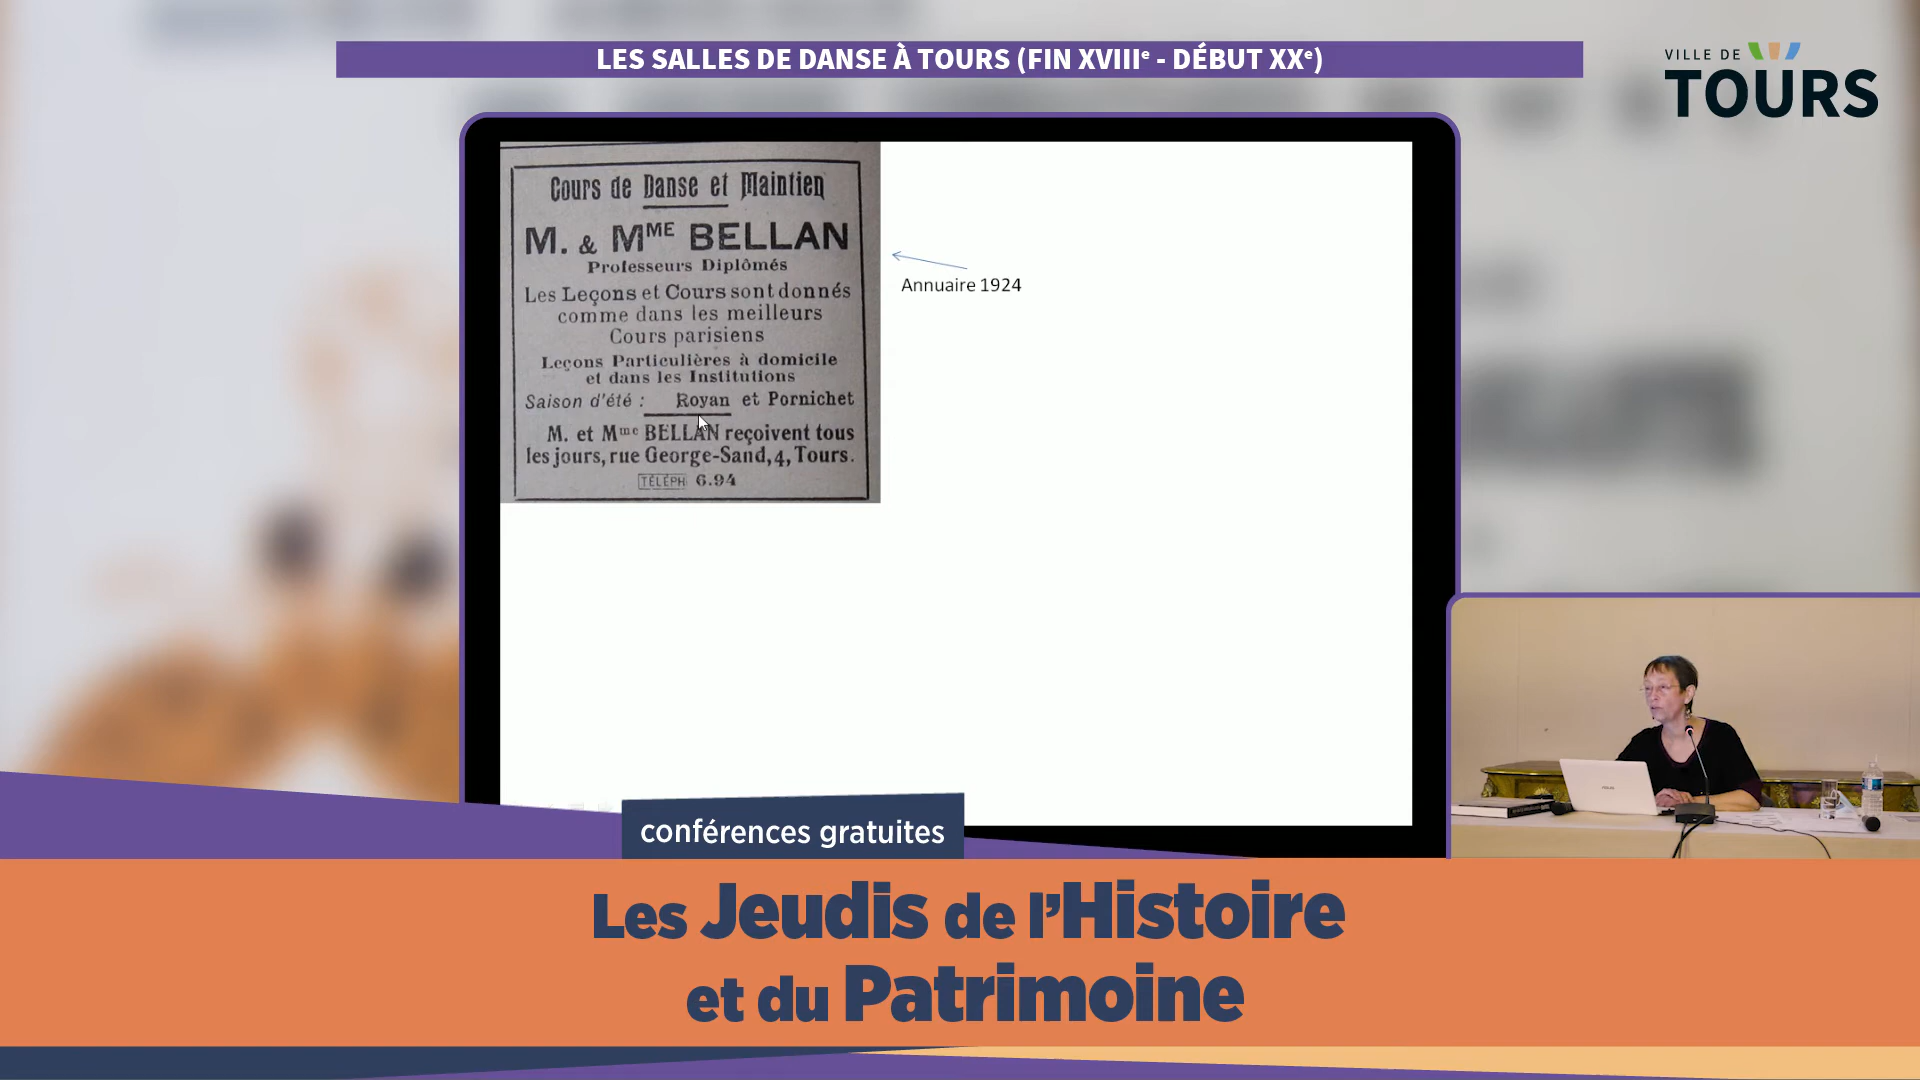 LES SALLES DE DANSE À TOURS (FIN XVIIIe - DÉBUT XXe)
VILLE DE
TOURS
Cours de Danse et Maintien
M. & MME BELLAN
Professeurs Diplômés
Les Leçons et Cours sont donnés
comme dans les meilleurs
Cours parisiens
Leçons Particulières à domicile
et dans les Institutions
Saison d'été : Royan et Pornichet
M. et Mme BELLAN reçoivent tous
les jours, rue George-Sand, 4, Tours.
TÉLÉPH 6.94
Annuaire 1924
conférences gratuites
Les Jeudis de l’Histoire
et du Patrimoine